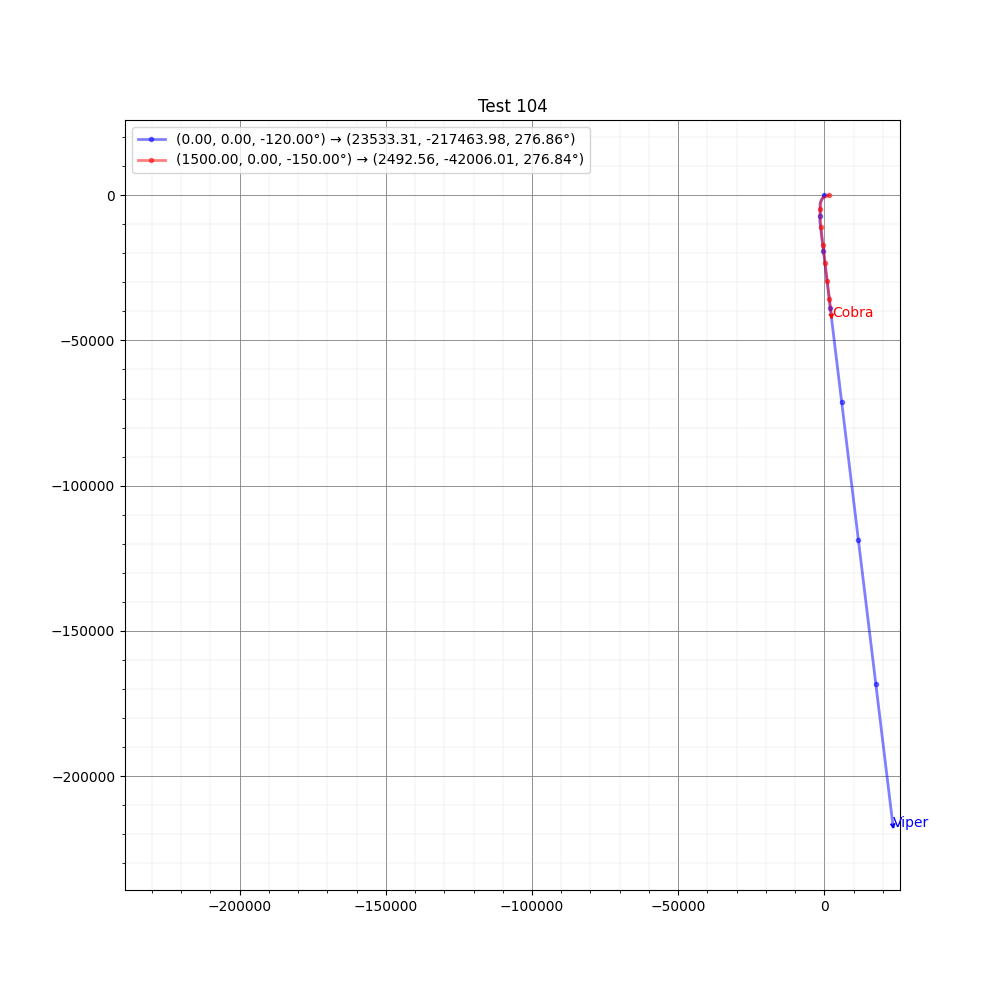 Test 104
(0.00, 0.00, -120.00°) → (23533.31, -217463.98, 276.86°)
(1500.00, 0.00, -150.00°) → (2492.56, -42006.01, 276.84°)
0
−50000
−100000
−150000
−200000
Cobra
Viper
−200000
−150000
−100000
−50000
0